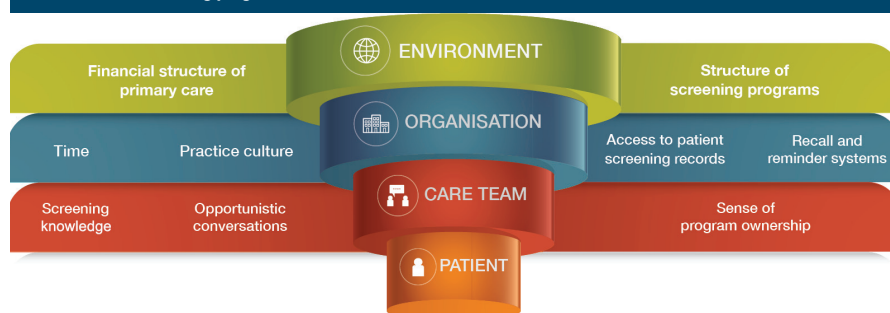 ENVIRONMENT
Financial structure of
primary care
Structure of
screening programs
ORGANISATION
Time
Practice culture
Access to patient
screening records
Recall and
reminder systems
CARE TEAM
Screening
knowledge
Opportunistic
conversations
Sense of
program ownership
PATIENT